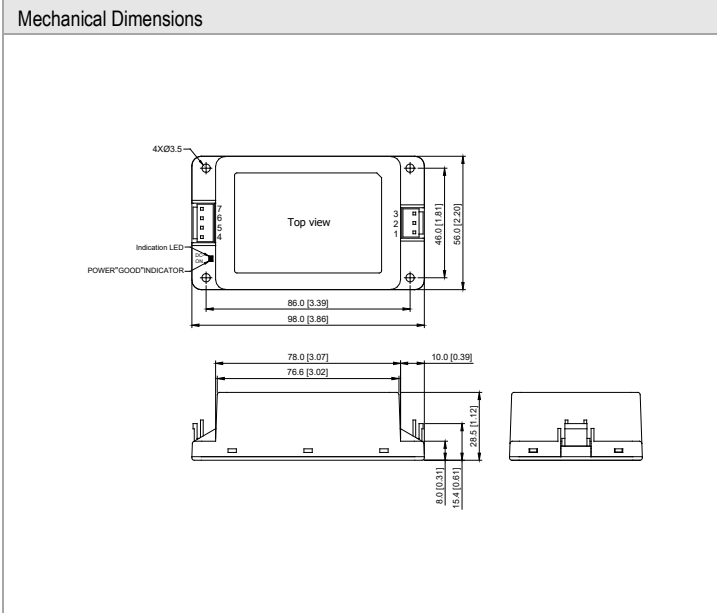 Mechanical Dimensions
4XØ3.5
7
6
5
4
Top view
3
2
1
46.0 [1.81]
56.0 [2.20]
Indication LED
DC
ON
POWER"GOOD"INDICATOR
86.0 [3.39]
98.0 [3.86]
78.0 [3.07]
10.0 [0.39]
76.6 [3.02]
28.5 [1.12]
8.0 [0.31]
15.4 [0.61]